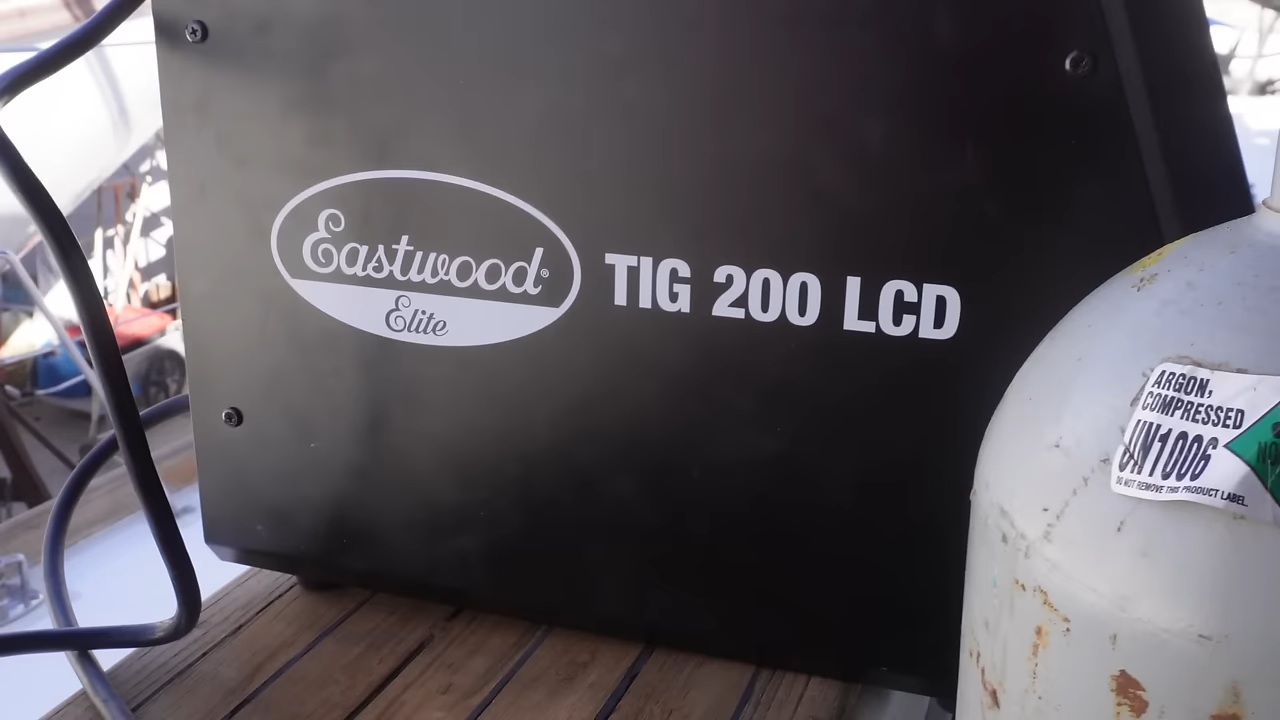 Eastwood®
Elite
TIG 200 LCD
ARGON,
COMPRESSED
UN1006
DO NOT REMOVE THIS PRODUCT LABEL